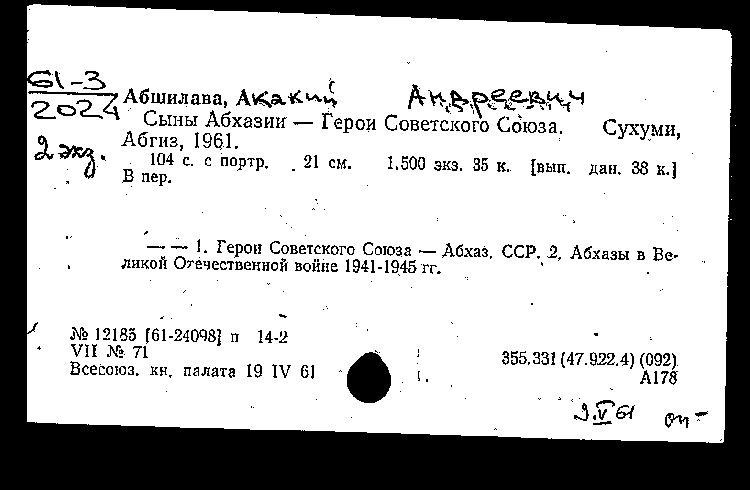 61-3
2024
2 экз.
Абшилава, Акакий Андреевич
Сыны Абхазии — Герои Советского Союза. Сухуми,
Абгиз, 1961.
104 с. с портр. 21 см. 1.500 экз. 35 к. [вып. дан. 38 к.]
В пер.
— — 1. Герои Советского Союза — Абхаз. ССР. 2. Абхазы в Ве-
ликой Отечественной войне 1941-1945 гг.
№ 12185 [61-24098] п 14-2
VII № 71
355.331 (47.922.4) (092)
Всесоюз. кн. палата 19 IV 61
А178
9.V 61 оп-